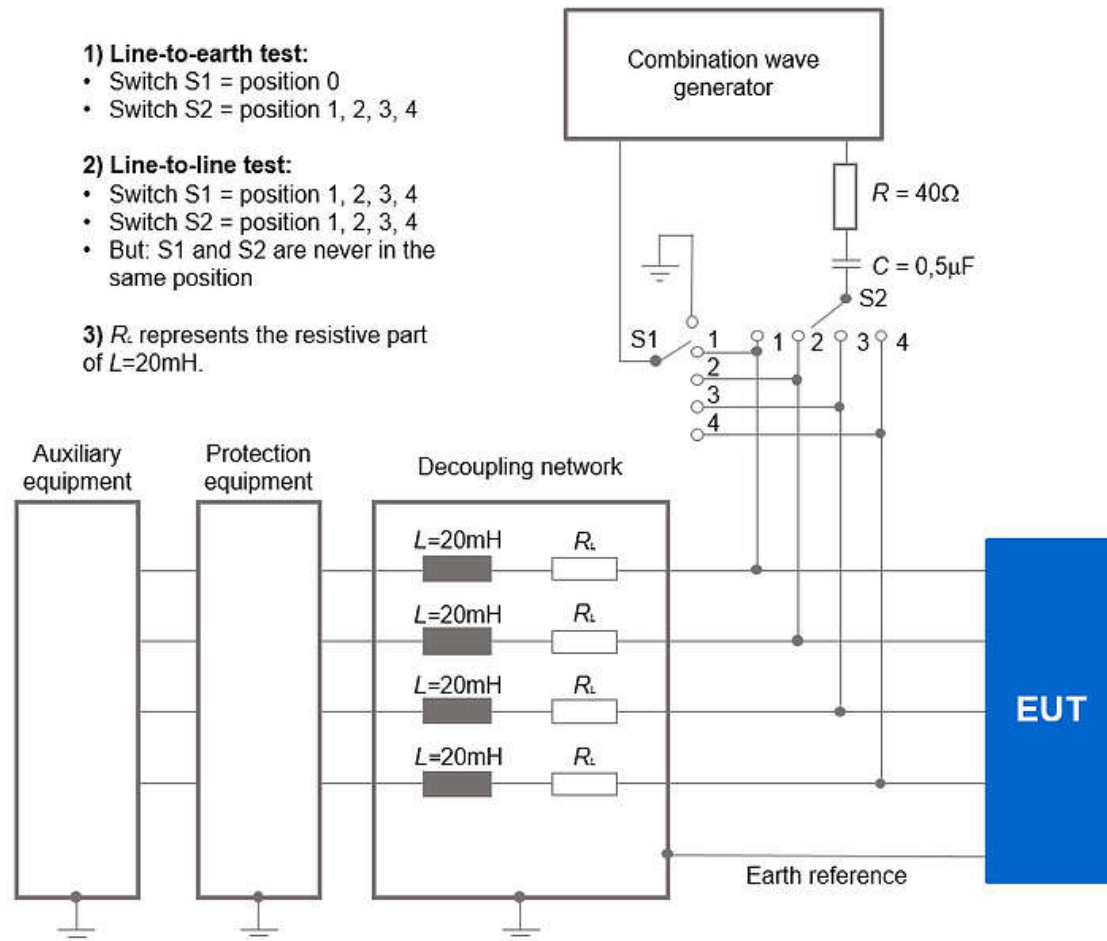 1) Line-to-earth test:
• Switch S1 = position 0
• Switch S2 = position 1, 2, 3, 4
2) Line-to-line test:
• Switch S1 = position 1, 2, 3, 4
• Switch S2 = position 1, 2, 3, 4
• But: S1 and S2 are never in the
same position
3) RL represents the resistive part
of L=20mH.
Combination wave
generator
R = 40Ω
C = 0,5µF
S2
S1
1
2
3
4
1
2
3
4
Auxiliary
equipment
Protection
equipment
Decoupling network
L=20mH
RL
L=20mH
RL
L=20mH
RL
L=20mH
RL
EUT
Earth reference